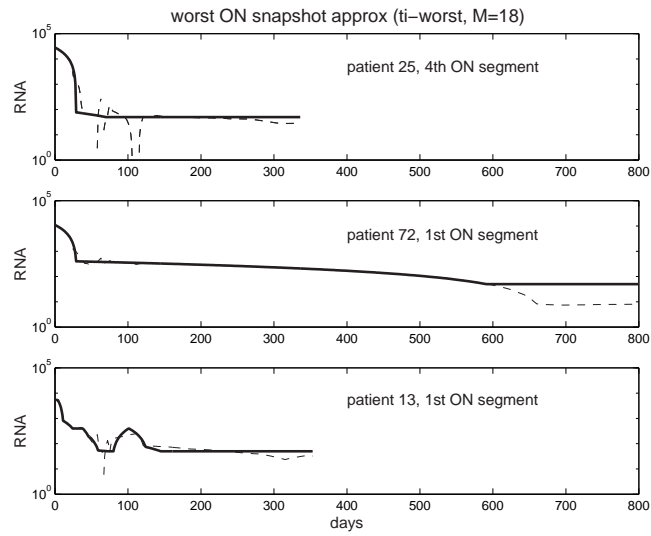 worst ON snapshot approx (ti−worst, M=18)
10^5
patient 25, 4th ON segment
RNA
10^0
0 100 200 300 400 500 600 700 800
10^5
patient 72, 1st ON segment
RNA
10^0
0 100 200 300 400 500 600 700 800
10^5
patient 13, 1st ON segment
RNA
10^0
0 100 200 300 400 500 600 700 800
days